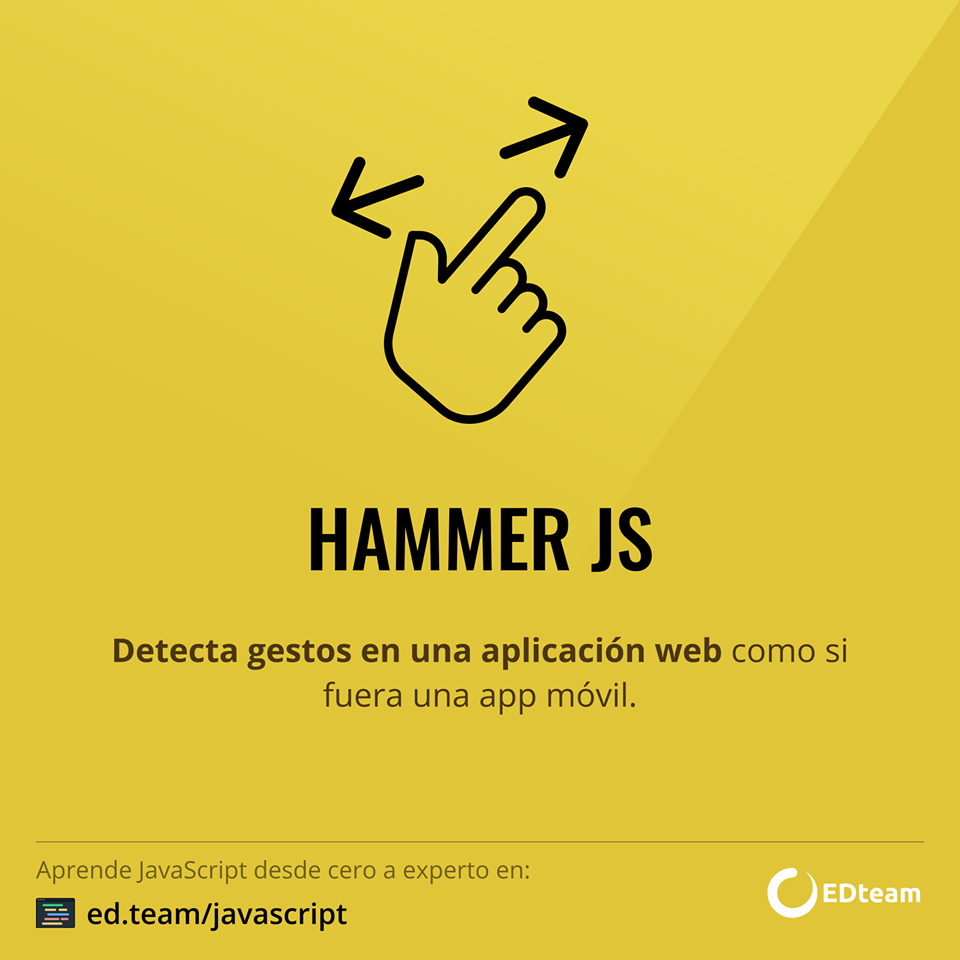 HAMMER JS
Detecta gestos en una aplicación web como si
fuera una app móvil.
Aprende JavaScript desde cero a experto en:
ed.team/javascript
EDteam